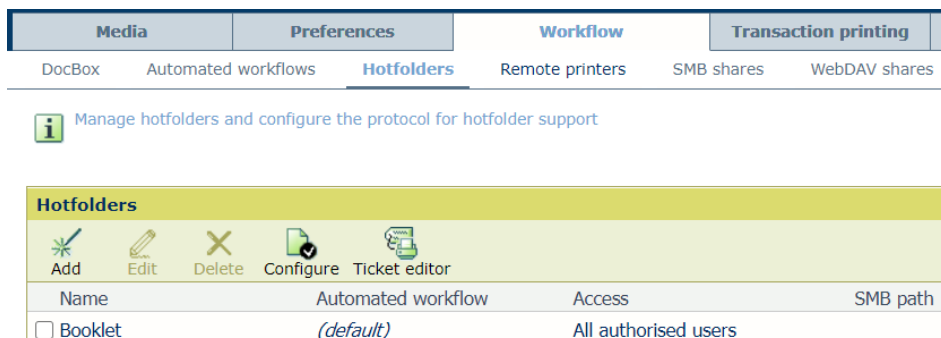 Media Preferences Workflow Transaction printing
DocBox Automated workflows Hotfolders Remote printers SMB shares WebDAV shares
Manage hotfolders and configure the protocol for hotfolder support
Hotfolders
Add Edit Delete Configure Ticket editor
Name Automated workflow Access SMB path
Booklet (default) All authorised users